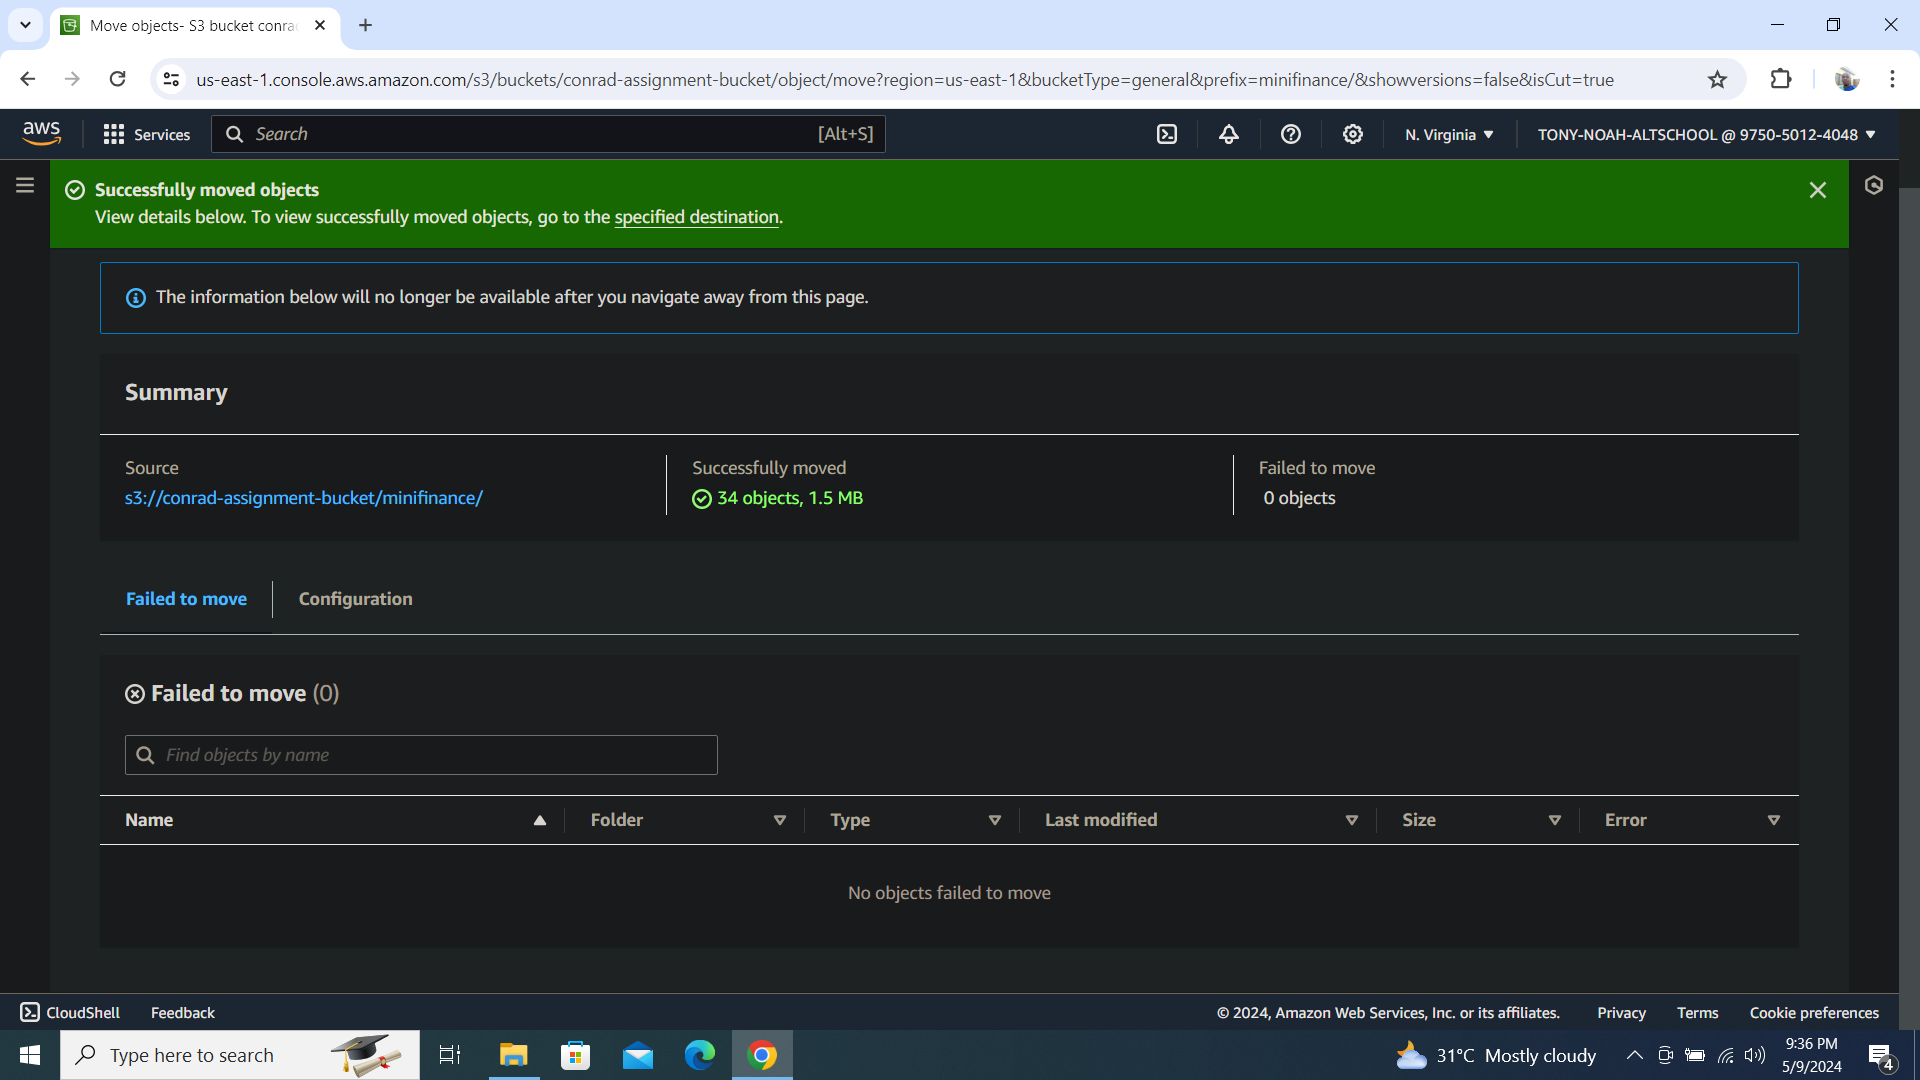 Move objects- S3 bucket conra
us-east-1.console.aws.amazon.com/s3/buckets/conrad-assignment-bucket/object/move?region=us-east-1&bucketType=general&prefix=minifinance/&showversions=false&isCut=true
aws
Services
Search
[Alt+S]
N. Virginia
TONY-NOAH-ALTSCHOOL @ 9750-5012-4048
Successfully moved objects
View details below. To view successfully moved objects, go to the specified destination.
The information below will no longer be available after you navigate away from this page.
Summary
Source
s3://conrad-assignment-bucket/minifinance/
Successfully moved
34 objects, 1.5 MB
Failed to move
0 objects
Failed to move
Configuration
Failed to move (0)
Find objects by name
Name
Folder
Type
Last modified
Size
Error
No objects failed to move
CloudShell
Feedback
© 2024, Amazon Web Services, Inc. or its affiliates.
Privacy
Terms
Cookie preferences
Type here to search
31°C Mostly cloudy
9:36 PM
5/9/2024
4